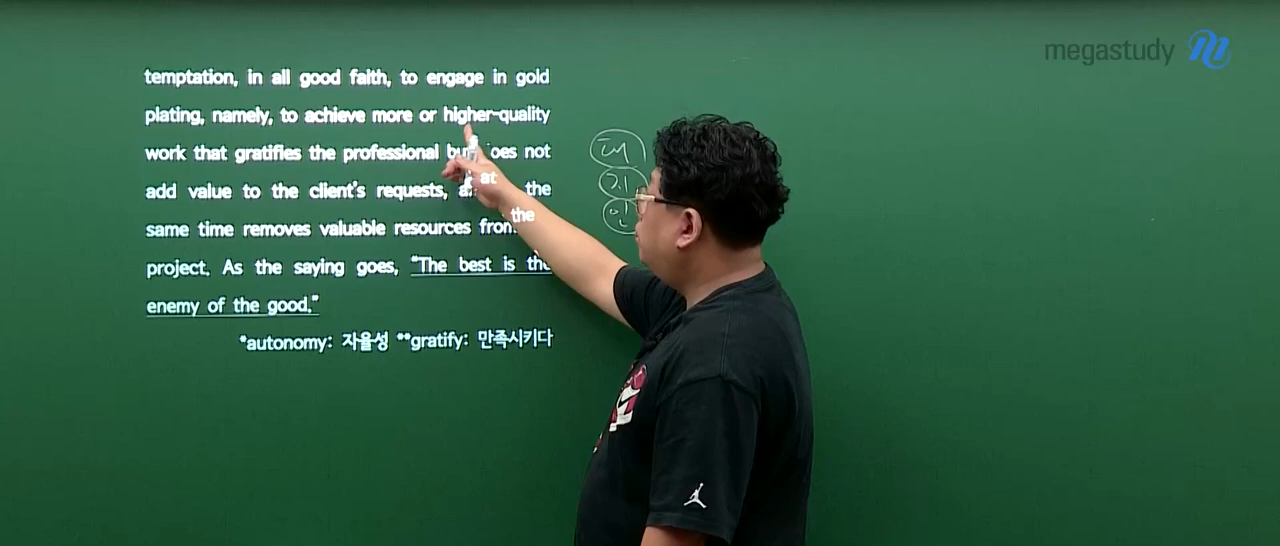 megastudy
temptation, in all good faith, to engage in gold
plating, namely, to achieve more or higher-quality
work that gratifies the professional but does not
add value to the client's requests, at the
same time removes valuable resources from the
project. As the saying goes, “The best is the
enemy of the good.”
*autonomy: 자율성 **gratify: 만족시키다
대
지
인